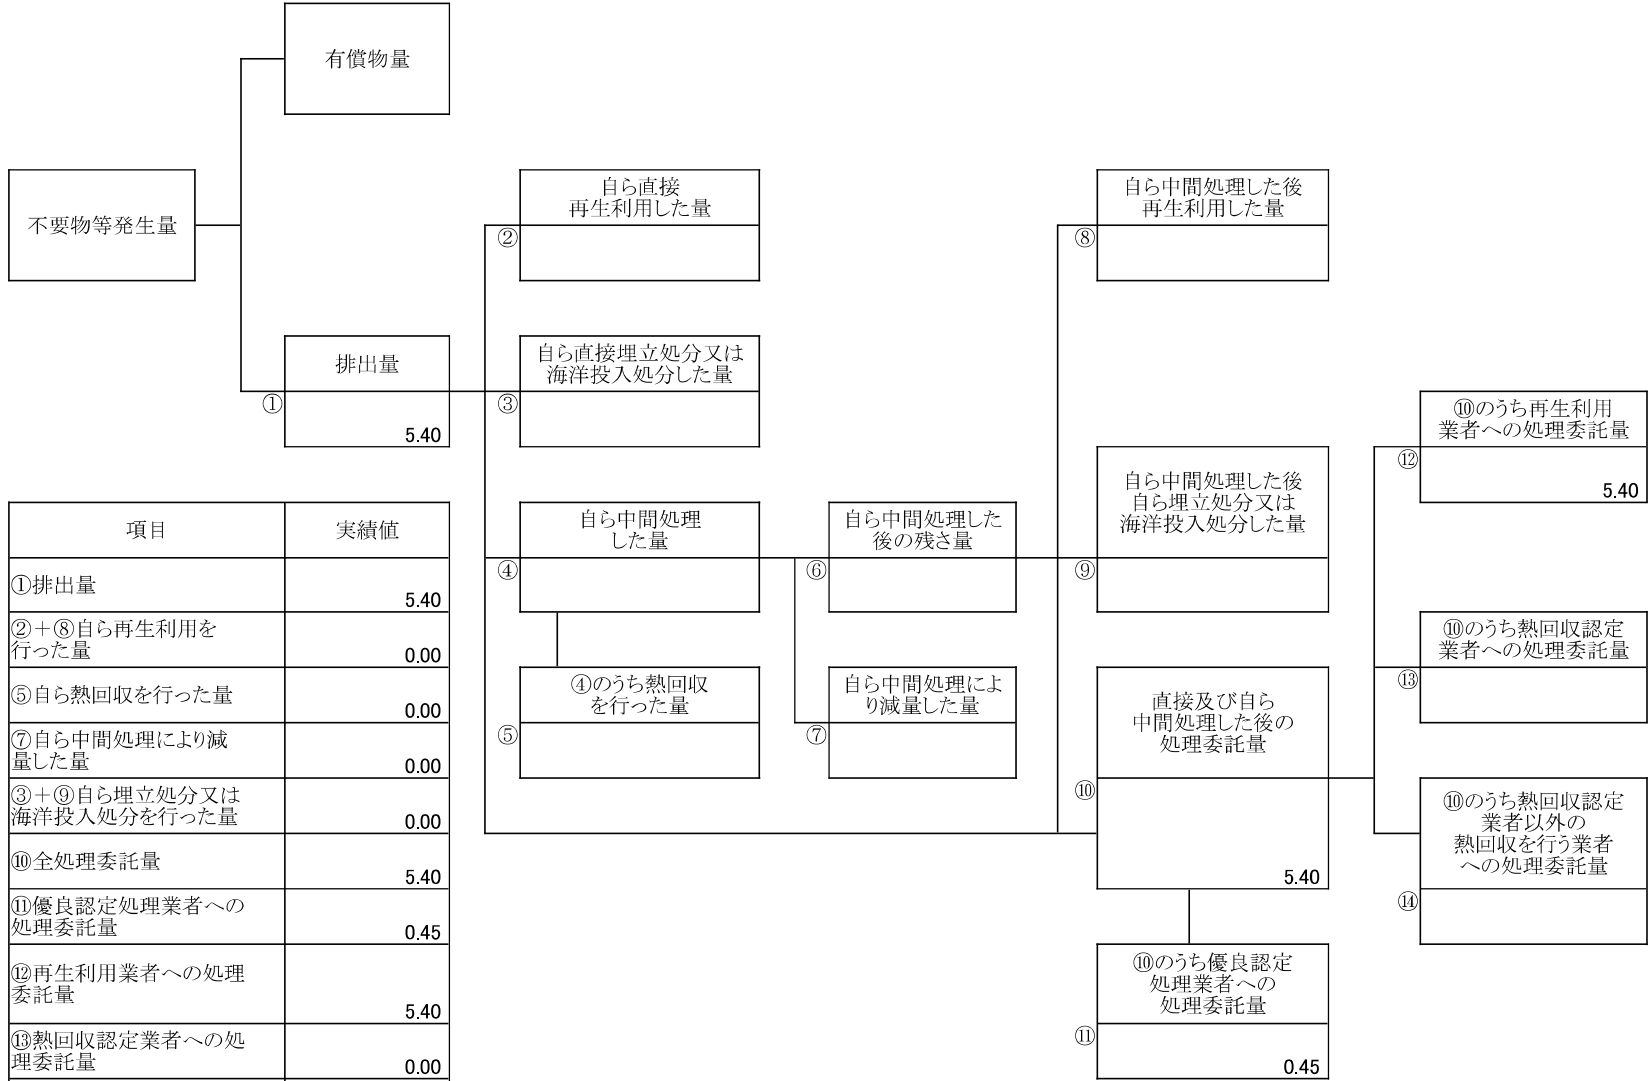 有償物量
不要物等発生量
自ら直接
再生利用した量
②
自ら中間処理した後
再生利用した量
⑧
排出量
①
5.40
自ら直接埋立処分又は
海洋投入処分した量
③
⑩のうち再生利用
業者への処理委託量
⑫
5.40
自ら中間処理
した量
④
自ら中間処理した
後の残さ量
⑥
自ら中間処理した後
自ら埋立処分又は
海洋投入処分した量
⑨
⑩のうち熱回収認定
業者への処理委託量
⑬
④のうち熱回収
を行った量
⑤
自ら中間処理によ
り減量した量
⑦
直接及び自ら
中間処理した後の
処理委託量
⑩
5.40
⑩のうち熱回収認定
業者以外の
熱回収を行う業者
への処理委託量
⑭
⑩のうち優良認定
処理業者への
処理委託量
⑪
0.45
項目 実績値
①排出量
5.40
②＋⑧自ら再生利用を
行った量
0.00
⑤自ら熱回収を行った量
0.00
⑦自ら中間処理により減
量した量
0.00
③＋⑨自ら埋立処分又は
海洋投入処分を行った量
0.00
⑩全処理委託量
5.40
⑪優良認定処理業者への
処理委託量
0.45
⑫再生利用業者への処理
委託量
5.40
⑬熱回収認定業者への処
理委託量
0.00